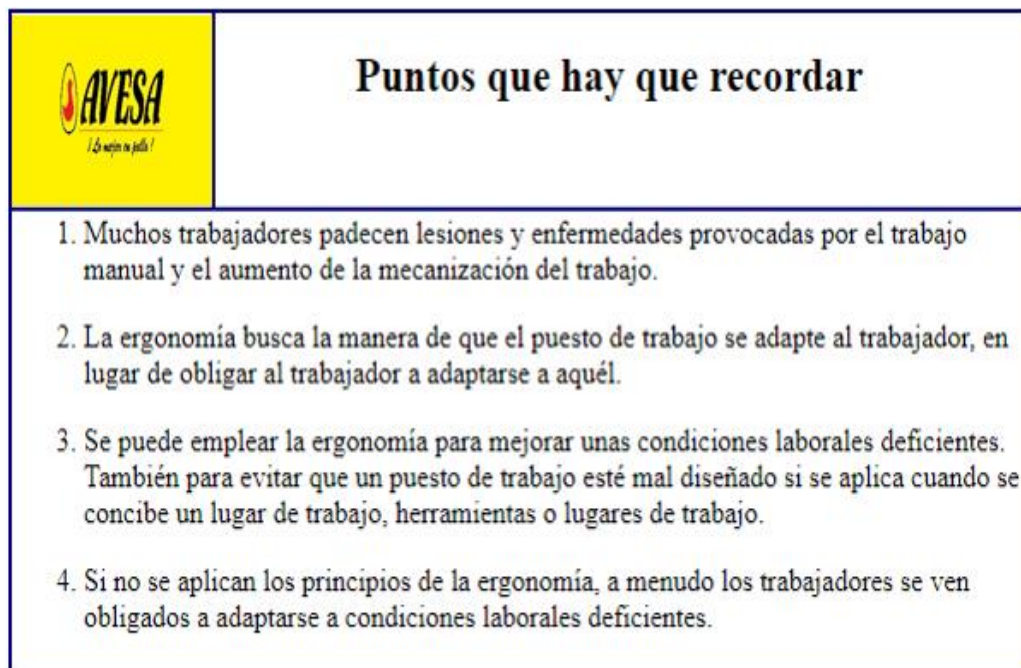 AVESA
¡Lo mejor en pollo!
Puntos que hay que recordar
1. Muchos trabajadores padecen lesiones y enfermedades provocadas por el trabajo
manual y el aumento de la mecanización del trabajo.
2. La ergonomía busca la manera de que el puesto de trabajo se adapte al trabajador, en
lugar de obligar al trabajador a adaptarse a aquél.
3. Se puede emplear la ergonomía para mejorar unas condiciones laborales deficientes.
También para evitar que un puesto de trabajo esté mal diseñado si se aplica cuando se
concibe un lugar de trabajo, herramientas o lugares de trabajo.
4. Si no se aplican los principios de la ergonomía, a menudo los trabajadores se ven
obligados a adaptarse a condiciones laborales deficientes.